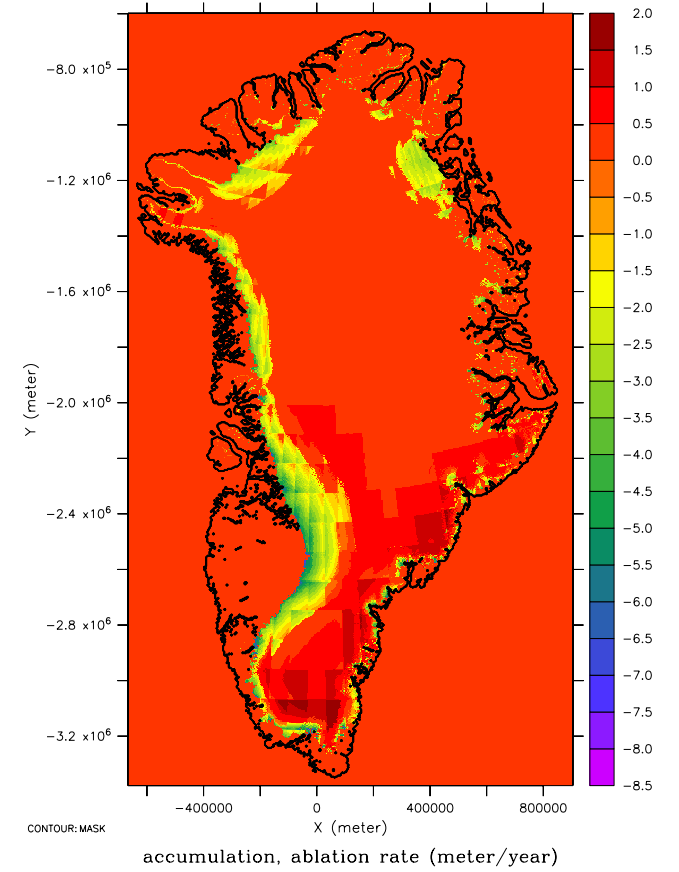 2.0
1.5
1.0
0.5
0.0
−0.5
−1.0
−1.5
−2.0
−2.5
−3.0
−3.5
−4.0
−4.5
−5.0
−5.5
−6.0
−6.5
−7.0
−7.5
−8.0
−8.5
−8.0 x10⁵
−1.2 x10⁶
−1.6 x10⁶
−2.0 x10⁶
−2.4 x10⁶
−2.8 x10⁶
−3.2 x10⁶
Y (meter)
−400000 0 400000 800000
X (meter)
CONTOUR: MASK
accumulation, ablation rate (meter/year)